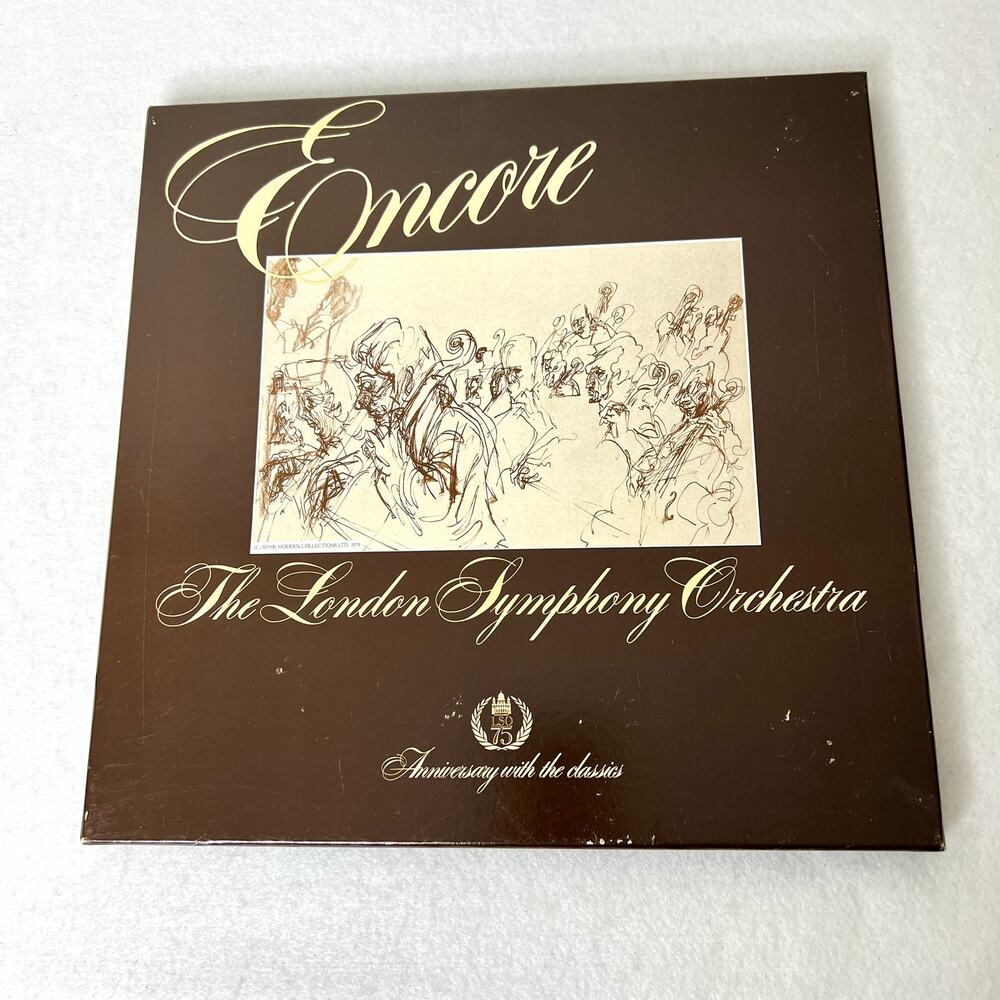 Encore
(C) SPINK MODERN COLLECTIONS LTD. 1979
The London Symphony Orchestra
LSO
75
Anniversary with the classics